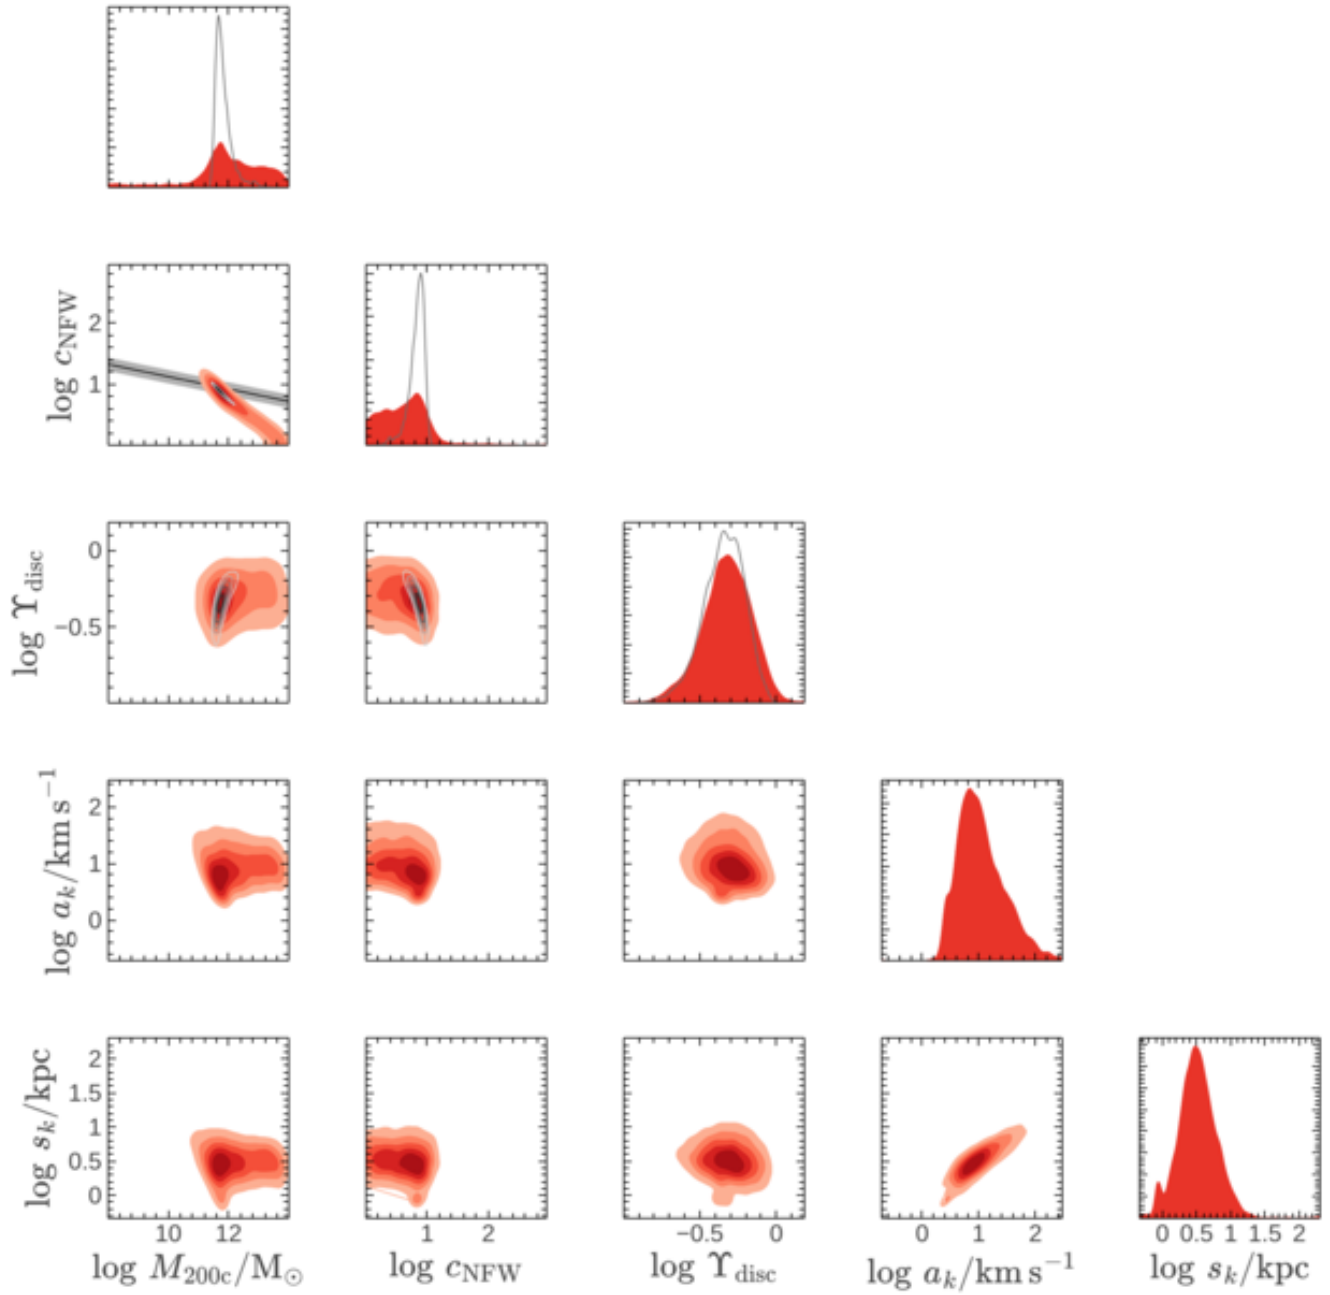 log c_NFW
2
1
log Υ_disc
0
−0.5
log a_k/km s^−1
2
1
0
log s_k/kpc
2
1.5
1
0.5
0
10 12
1 2
−0.5 0
0 1 2
0 0.5 1 1.5 2
log M_200c/M_⊙
log c_NFW
log Υ_disc
log a_k/km s^−1
log s_k/kpc